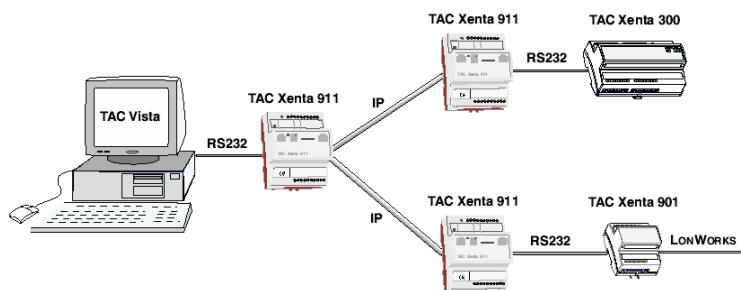 TAC Xenta 911
TAC Xenta 300
RS232
TAC Xenta 911
IP
TAC Vista
RS232
TAC Xenta 911
TAC Xenta 901
IP
RS232
LONWORKS